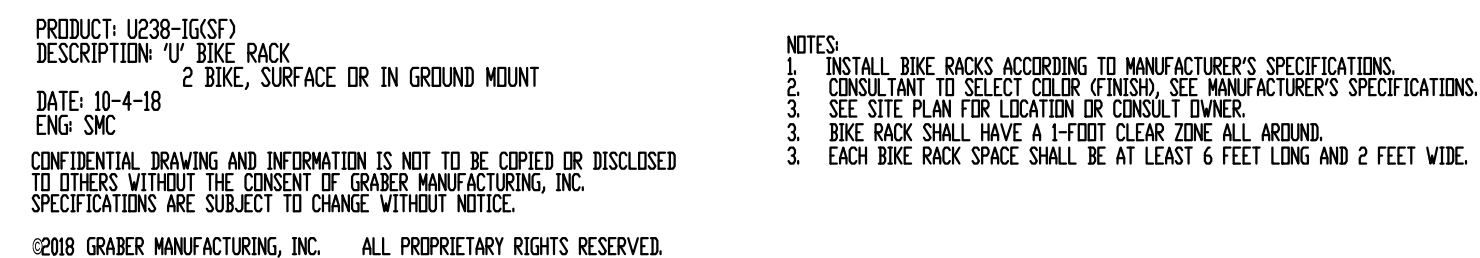 PRODUCT: U238-IG(SF)
DESCRIPTION: 'U' BIKE RACK
2 BIKE, SURFACE OR IN GROUND MOUNT
DATE: 10-4-18
ENG: SMC
CONFIDENTIAL DRAWING AND INFORMATION IS NOT TO BE COPIED OR DISCLOSED
TO OTHERS WITHOUT THE CONSENT OF GRABER MANUFACTURING, INC.
SPECIFICATIONS ARE SUBJECT TO CHANGE WITHOUT NOTICE.
©2018 GRABER MANUFACTURING, INC. ALL PROPRIETARY RIGHTS RESERVED.
NOTES:
1. INSTALL BIKE RACKS ACCORDING TO MANUFACTURER'S SPECIFICATIONS.
2. CONSULTANT TO SELECT COLOR (FINISH), SEE MANUFACTURER'S SPECIFICATIONS.
3. SEE SITE PLAN FOR LOCATION OR CONSULT OWNER.
3. BIKE RACK SHALL HAVE A 1-FOOT CLEAR ZONE ALL AROUND.
3. EACH BIKE RACK SPACE SHALL BE AT LEAST 6 FEET LONG AND 2 FEET WIDE.